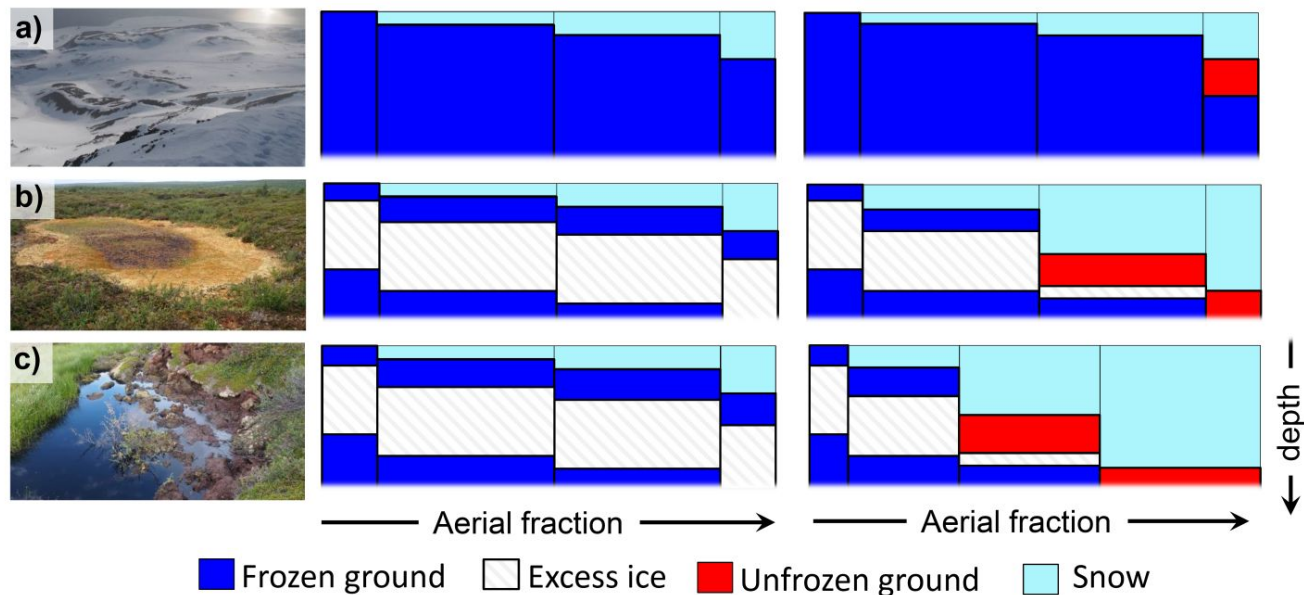 a)
b)
c)
depth
Aerial fraction
Aerial fraction
Frozen ground
Excess ice
Unfrozen ground
Snow